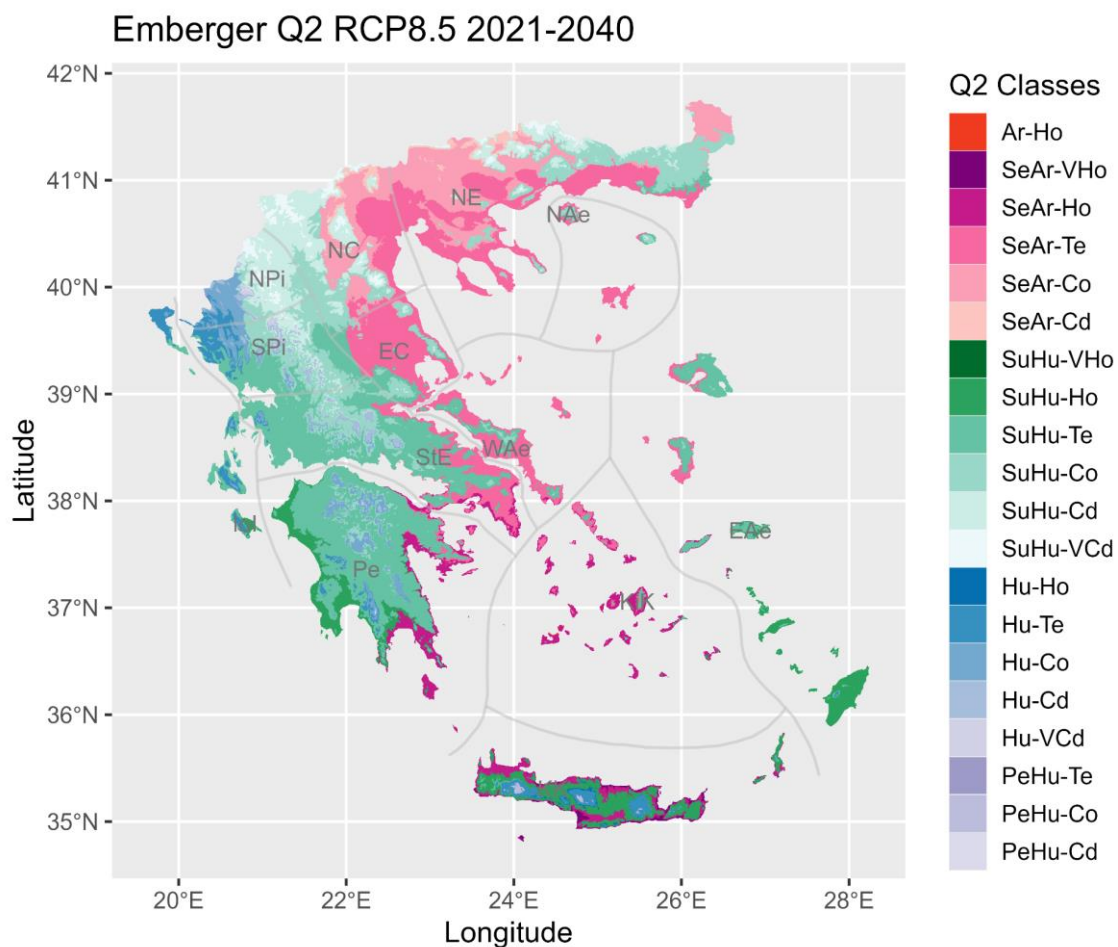 Emberger Q2 RCP8.5 2021-2040
42°N
41°N
40°N
39°N
38°N
37°N
36°N
35°N
Latitude
20°E
22°E
24°E
26°E
28°E
Longitude
NE
NAe
NC
NPi
SPi
EC
StE
WAe
EAe
Pe
KiK
Q2 Classes
Ar-Ho
SeAr-VHo
SeAr-Ho
SeAr-Te
SeAr-Co
SeAr-Cd
SuHu-VHo
SuHu-Ho
SuHu-Te
SuHu-Co
SuHu-Cd
SuHu-VCd
Hu-Ho
Hu-Te
Hu-Co
Hu-Cd
Hu-VCd
PeHu-Te
PeHu-Co
PeHu-Cd